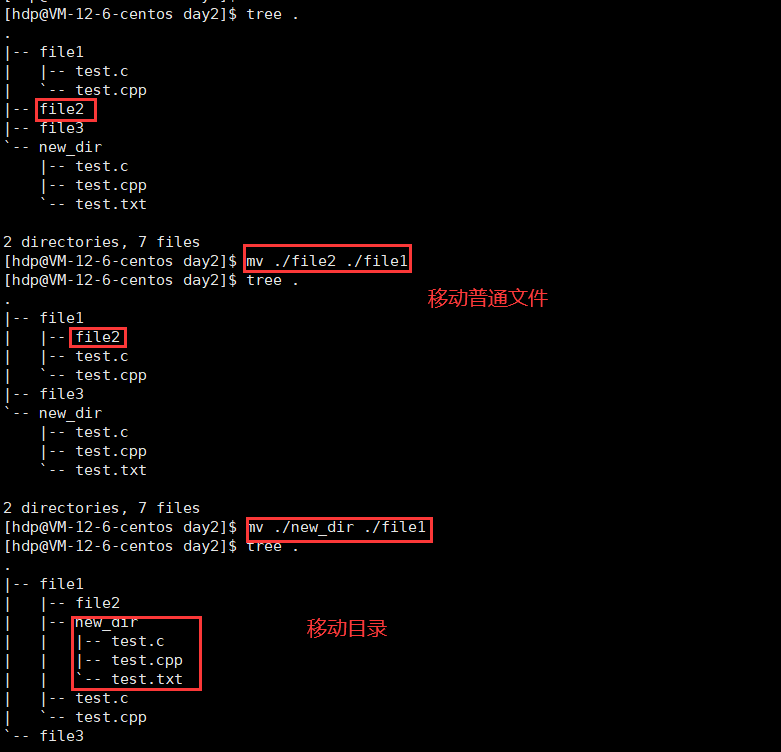 [hdp@VM-12-6-centos day2]$ tree .
.
|-- file1
|   |-- test.c
|   `-- test.cpp
|-- file2
|-- file3
`-- new_dir
    |-- test.c
    |-- test.cpp
    `-- test.txt

2 directories, 7 files
[hdp@VM-12-6-centos day2]$ mv ./file2 ./file1
[hdp@VM-12-6-centos day2]$ tree .
移动普通文件
.
|-- file1
|   |-- file2
|   |-- test.c
|   `-- test.cpp
|-- file3
`-- new_dir
    |-- test.c
    |-- test.cpp
    `-- test.txt

2 directories, 7 files
[hdp@VM-12-6-centos day2]$ mv ./new_dir ./file1
[hdp@VM-12-6-centos day2]$ tree .
.
|-- file1
|   |-- file2
|   |-- new_dir
移动目录
|   |   |-- test.c
|   |   |-- test.cpp
|   |   `-- test.txt
|   |-- test.c
|   `-- test.cpp
`-- file3